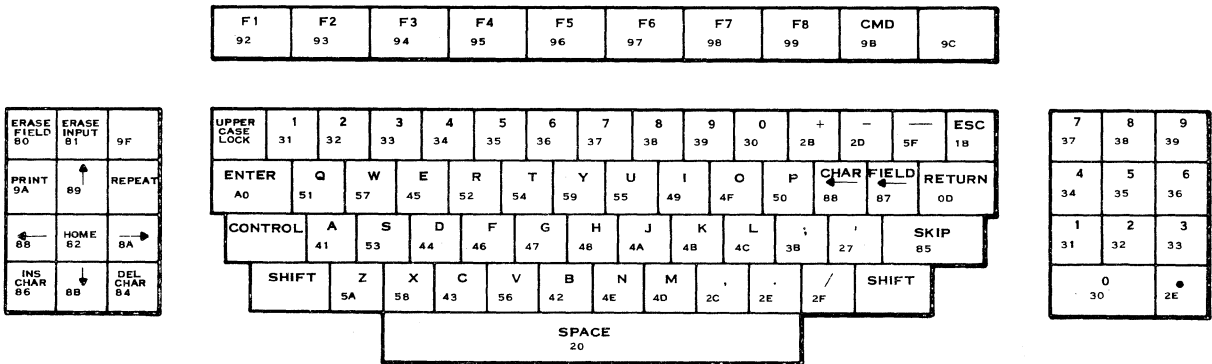 F1 F2 F3 F4 F5 F6 F7 F8 CMD
92 93 94 95 96 97 98 99 9B 9C
ERASE FIELD 80 ERASE INPUT 81 9F
PRINT 9A 89 ↑ REPEAT
← 88 HOME 82 → 8A
INS CHAR 86 8B ↓ DEL CHAR 84
UPPER CASE LOCK 1 2 3 4 5 6 7 8 9 0 + - — ESC
31 32 33 34 35 36 37 38 39 30 2B 2D 5F 1B
ENTER Q W E R T Y U I O P CHAR ← FIELD ← RETURN
A0 51 57 45 52 54 59 55 49 4F 50 88 87 0D
CONTROL A S D F G H J K L ; ' SKIP
41 53 44 46 47 48 4A 4B 4C 3B 27 85
SHIFT Z X C V B N M , . / SHIFT
5A 58 43 56 42 4E 4D 2C 2E 2F
SPACE
20
7 8 9
37 38 39
4 5 6
34 35 36
1 2 3
31 32 33
0 •
30 2E